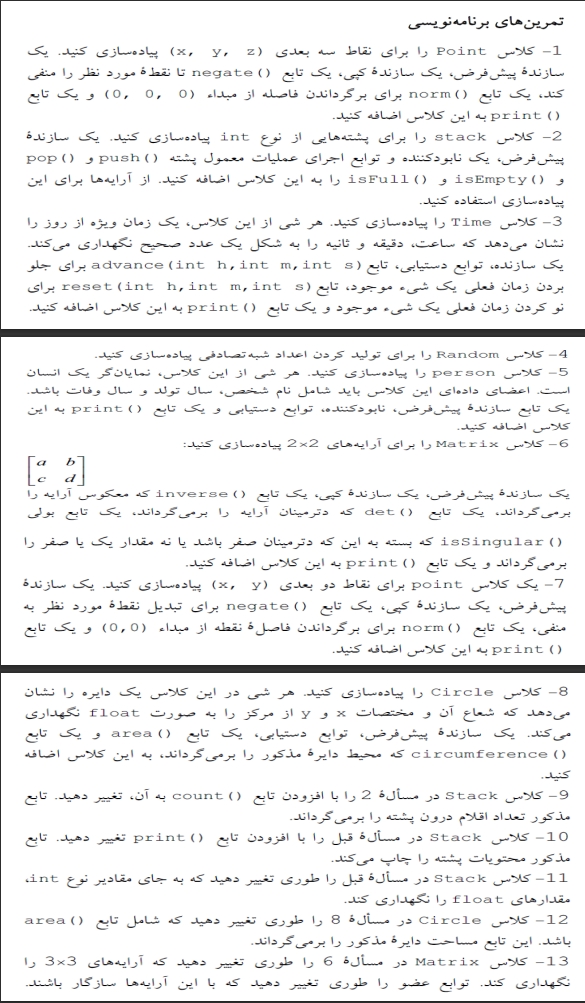 تمرین‌های برنامه‌نویسی
1– کلاس Point را برای نقاط سه بعدی (x, y, z) پیاده‌سازی کنید. یک
سازندهٔ پیش‌فرض، یک سازندهٔ کپی، یک تابع negate() تا نقطهٔ مورد نظر را منفی
کند، یک تابع norm() برای برگرداندن فاصله از مبداء (0, 0, 0) و یک تابع
print() به این کلاس اضافه کنید.
2– کلاس stack را برای پشته‌هایی از نوع int پیاده‌سازی کنید. یک سازندهٔ
پیش‌فرض، یک نابودکننده و توابع اجرای عملیات معمول پشته push() و pop()
و isEmpty() و isFull() را به این کلاس اضافه کنید. از آرایه‌ها برای این
پیاده‌سازی استفاده کنید.
3– کلاس Time را پیاده‌سازی کنید. هر شی از این کلاس، یک زمان ویژه از روز را
نشان می‌دهد که ساعت، دقیقه و ثانیه را به شکل یک عدد صحیح نگهداری می‌کند.
یک سازنده، توابع دستیابی، تابع advance(int h,int m,int s) برای جلو
بردن زمان فعلی یک شیء موجود، تابع reset(int h,int m,int s) برای
نو کردن زمان فعلی یک شیء موجود و یک تابع print() به این کلاس اضافه کنید.
4– کلاس Random را برای تولید کردن اعداد شبه‌تصادفی پیاده‌سازی کنید.
5– کلاس person را پیاده‌سازی کنید. هر شی از این کلاس، نمایان‌گر یک انسان
است. اعضای داده‌ای این کلاس باید شامل نام شخص، سال تولد و سال وفات باشد.
یک تابع سازندهٔ پیش‌فرض، نابودکننده، توابع دستیابی و یک تابع print() به این
کلاس اضافه کنید.
6– کلاس Matrix را برای آرایه‌های 2×2 پیاده‌سازی کنید:
a b
c d
یک سازندهٔ پیش‌فرض، یک سازندهٔ کپی، یک تابع inverse() که معکوس آرایه را
برمی‌گرداند، یک تابع det() که دترمینان آرایه را برمی‌گرداند، یک تابع بولی
isSingular() که بسته به این که دترمینان صفر باشد یا نه مقدار یک یا صفر را
برمی‌گرداند و یک تابع print() به این کلاس اضافه کنید.
7– یک کلاس point برای نقاط دو بعدی (x, y) پیاده‌سازی کنید. یک سازندهٔ
پیش‌فرض، یک سازندهٔ کپی، یک تابع negate() برای تبدیل نقطهٔ مورد نظر به
منفی، یک تابع norm() برای برگرداندن فاصلهٔ نقطه از مبداء (0,0) و یک تابع
print() به این کلاس اضافه کنید.
8– کلاس Circle را پیاده‌سازی کنید. هر شی در این کلاس یک دایره را نشان
می‌دهد که شعاع آن و مختصات x و y از مرکز را به صورت float نگهداری
می‌کند. یک سازندهٔ پیش‌فرض، توابع دستیابی، یک تابع area() و یک تابع
circumference() که محیط دایرهٔ مذکور را برمی‌گرداند، به این کلاس اضافه
کنید.
9– کلاس Stack در مسألهٔ 2 را با افزودن تابع count() به آن، تغییر دهید. تابع
مذکور تعداد اقلام درون پشته را برمی‌گرداند.
10– کلاس Stack در مسألهٔ قبل را با افزودن تابع print() تغییر دهید. تابع
مذکور محتویات پشته را چاپ می‌کند.
11– کلاس Stack در مسألهٔ قبل را طوری تغییر دهید که به جای مقادیر نوع int،
مقدارهای float را نگهداری کند.
12– کلاس Circle در مسألهٔ 8 را طوری تغییر دهید که شامل تابع area()
باشد. این تابع مساحت دایرهٔ مذکور را برمی‌گرداند.
13– کلاس Matrix در مسألهٔ 6 را طوری تغییر دهید که آرایه‌های 3×3 را
نگهداری کند. توابع عضو را طوری تغییر دهید که با این آرایه‌ها سازگار باشند.